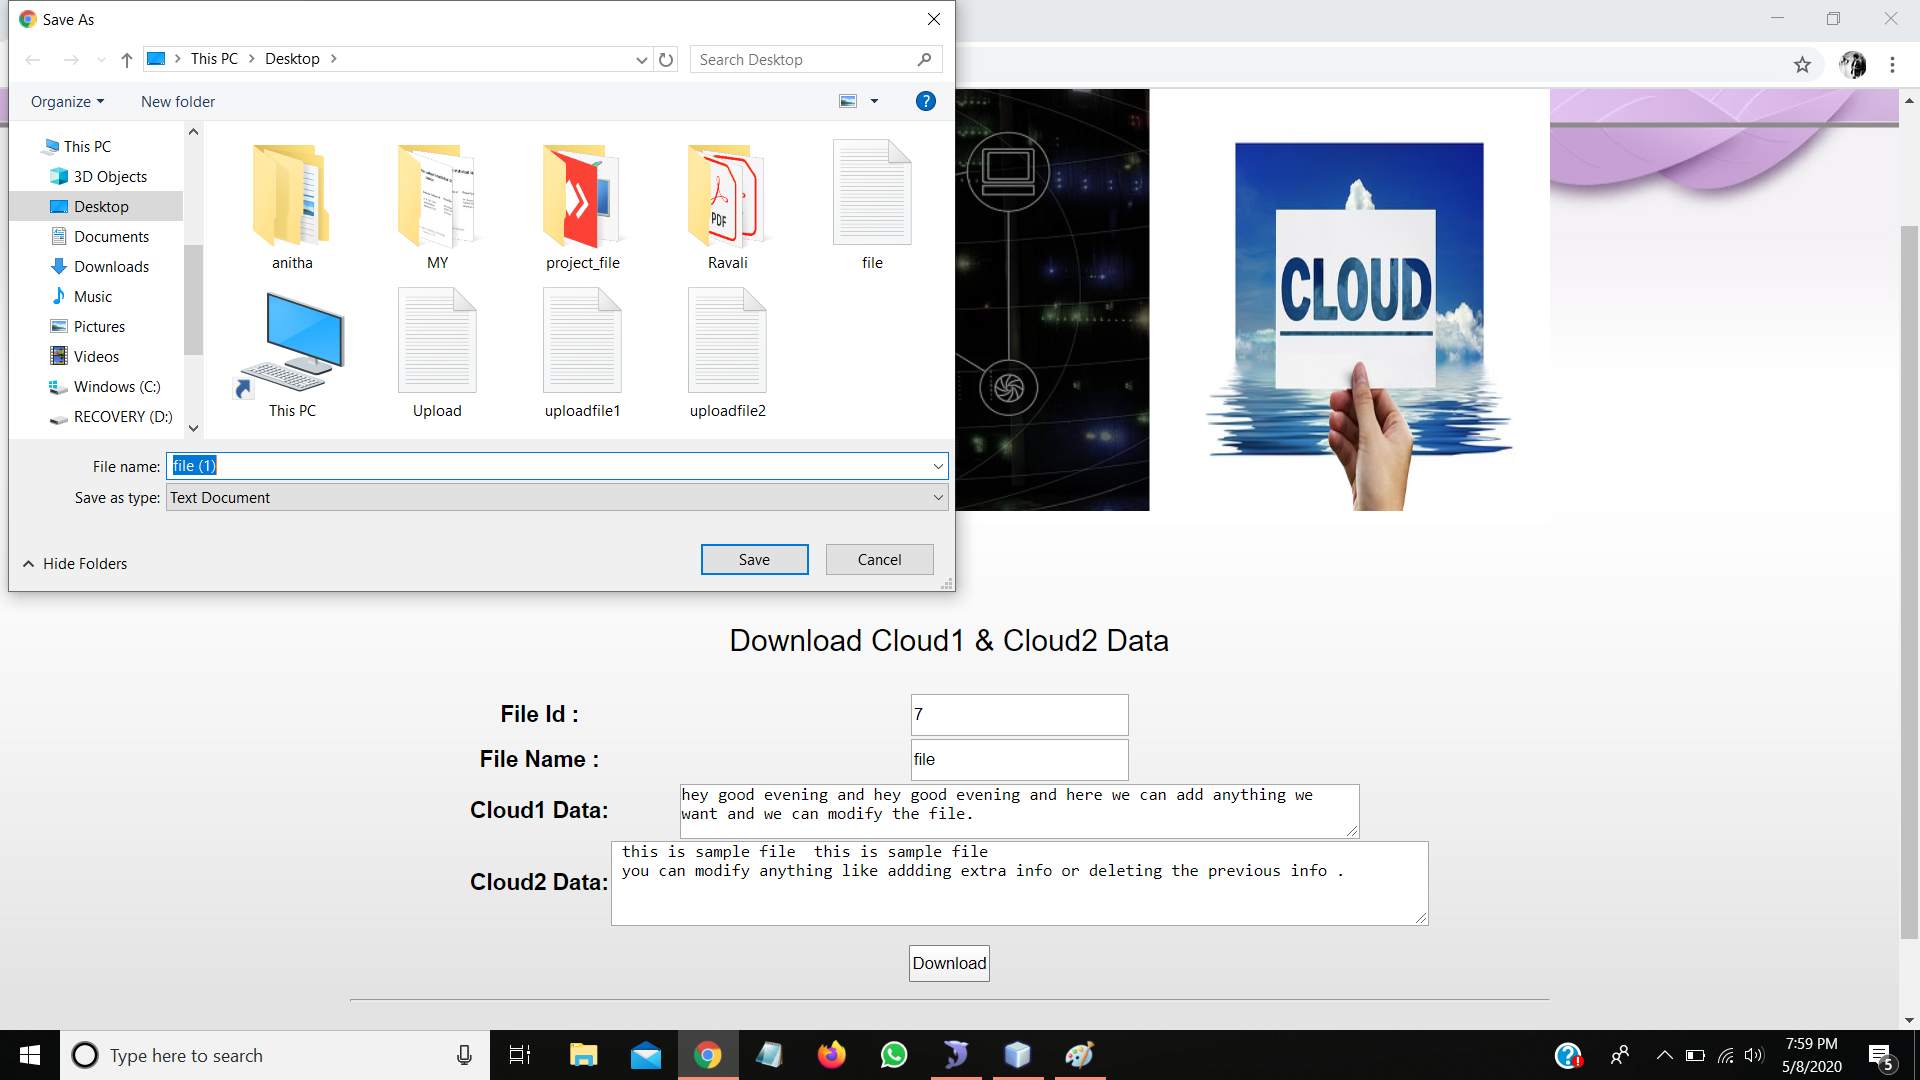 Save As
This PC > Desktop >
Search Desktop
Organize
New folder
?
This PC
3D Objects
Desktop
Documents
Downloads
Music
Pictures
Videos
Windows (C:)
RECOVERY (D:)
anitha
MY
project_file
PDF
Ravali
file
This PC
Upload
uploadfile1
uploadfile2
File name: file (1)
Save as type: Text Document
Hide Folders
Save
Cancel
CLOUD
Download Cloud1 & Cloud2 Data
File Id : 7
File Name : file
Cloud1 Data: hey good evening and hey good evening and here we can add anything we
want and we can modify the file.
Cloud2 Data: this is sample file  this is sample file
you can modify anything like addding extra info or deleting the previous info .
Download
Type here to search
7:59 PM
5/8/2020
5